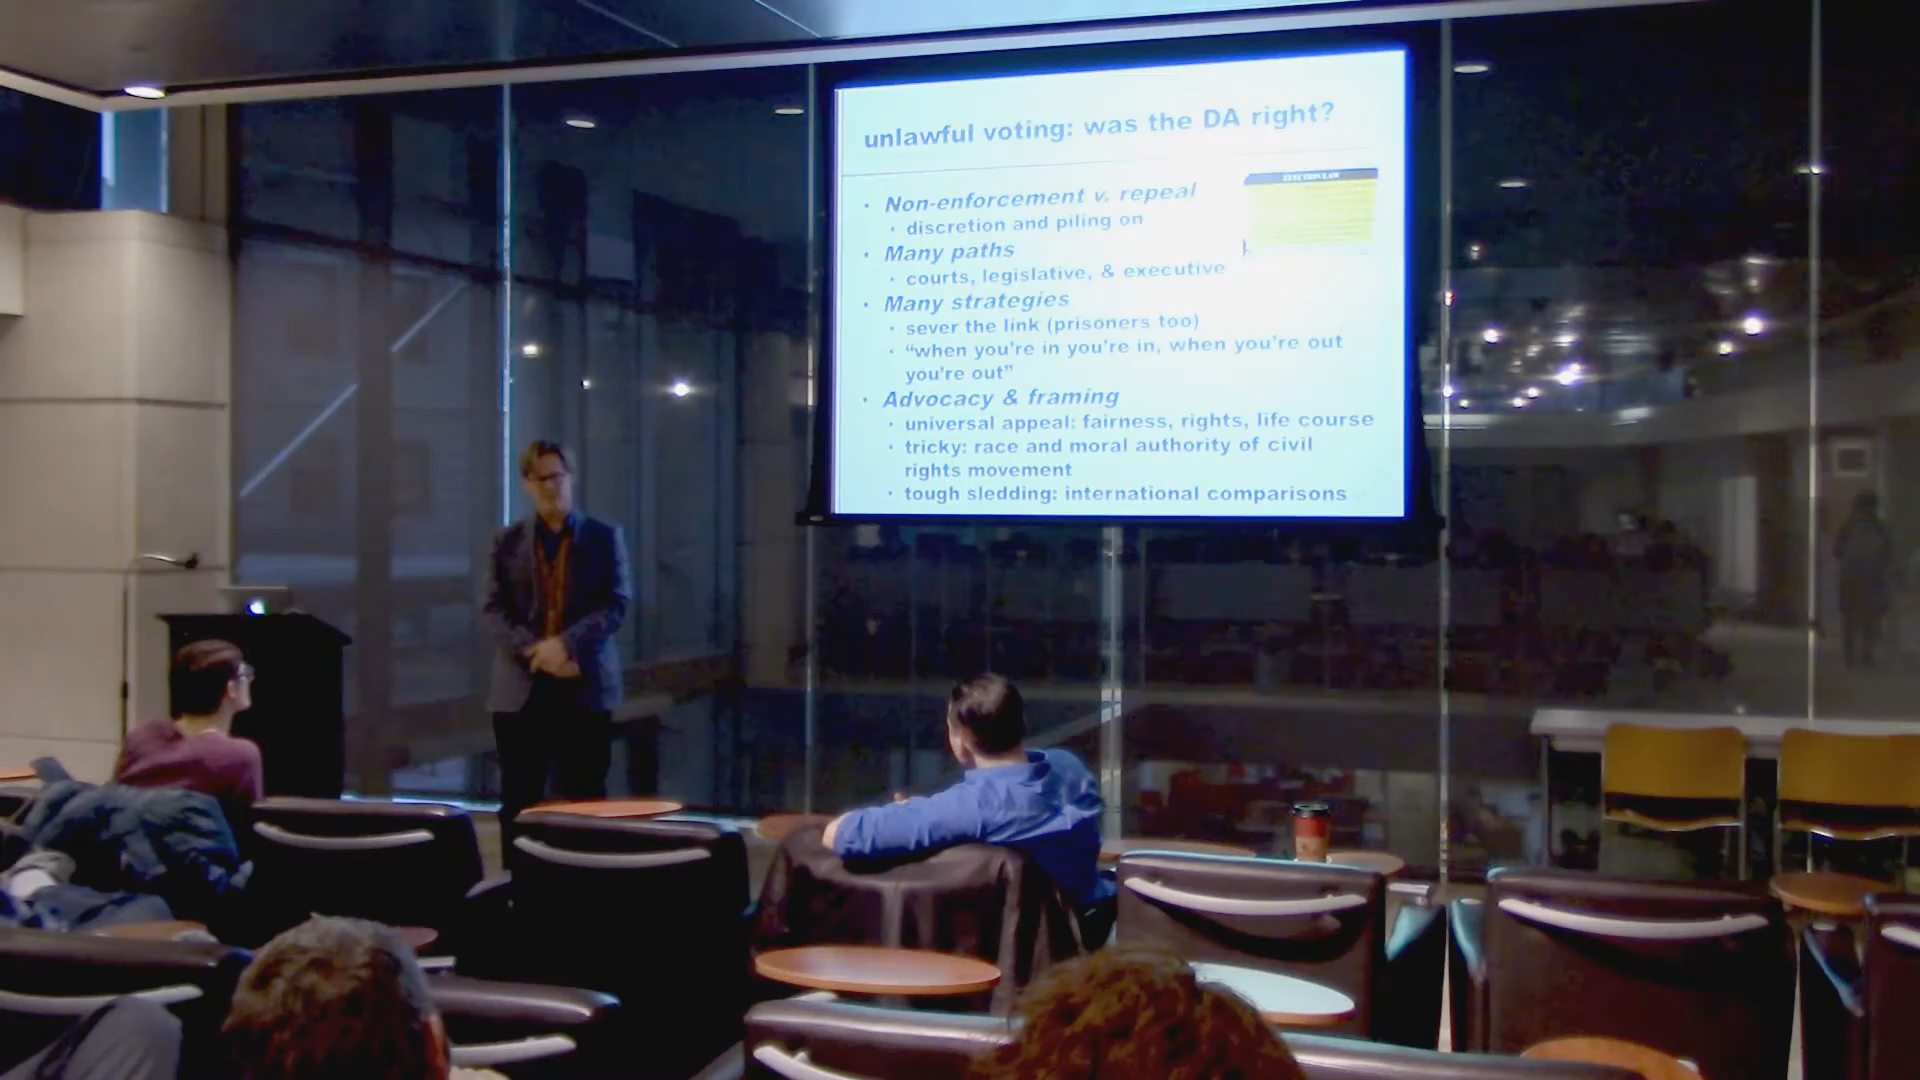 unlawful voting: was the DA right?
ELECTION LAW
• Non-enforcement v. repeal
• discretion and piling on
• Many paths
• courts, legislative, & executive
• Many strategies
• sever the link (prisoners too)
• “when you’re in you’re in, when you’re out
you’re out”
• Advocacy & framing
• universal appeal: fairness, rights, life course
• tricky: race and moral authority of civil
rights movement
• tough sledding: international comparisons